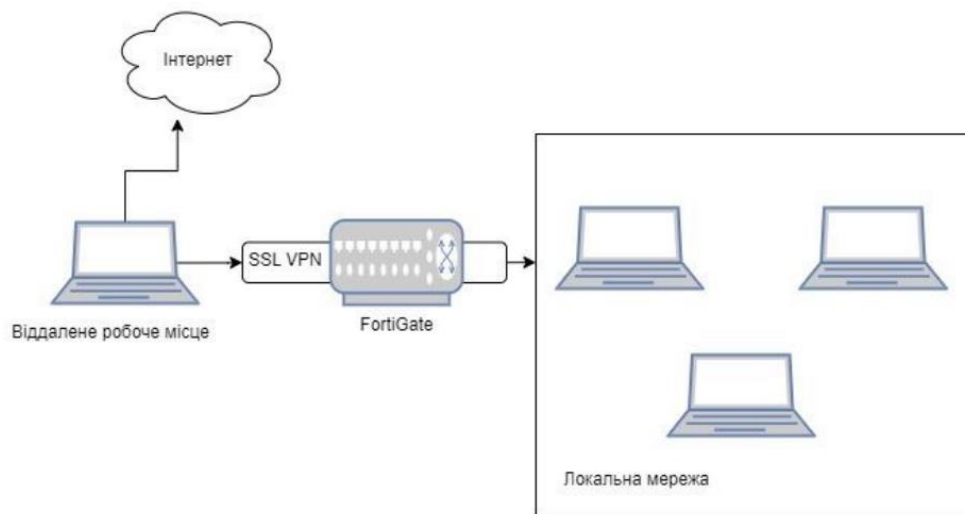 Інтернет
SSL VPN
FortiGate
Віддалене робоче місце
Локальна мережа